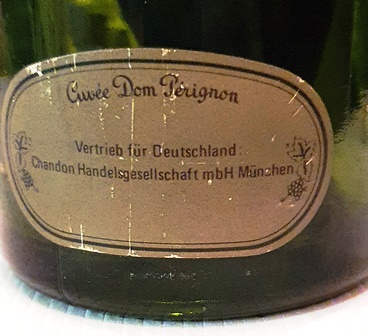 Cuvée Dom Pérignon
Vertrieb für Deutschland:
Chandon Handelsgesellschaft mbH München